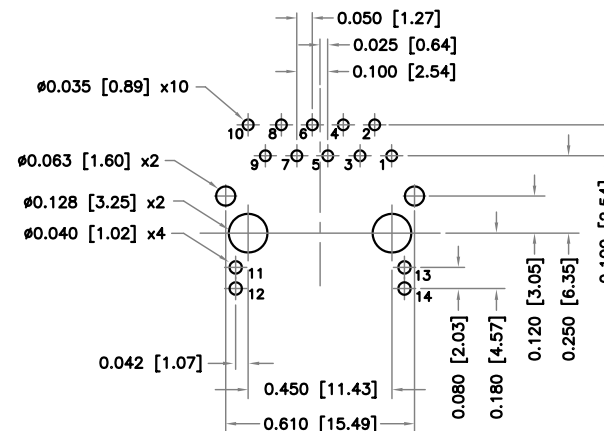 0.050 [1.27]
0.025 [0.64]
0.100 [2.54]
ø0.035 [0.89] x10
10 8 6 4 2
9 7 5 3 1
ø0.063 [1.60] x2
ø0.128 [3.25] x2
ø0.040 [1.02] x4
11 13
12 14
0.042 [1.07]
0.450 [11.43]
0.610 [15.49]
0.080 [2.03]
0.180 [4.57]
0.120 [3.05]
0.250 [6.35]